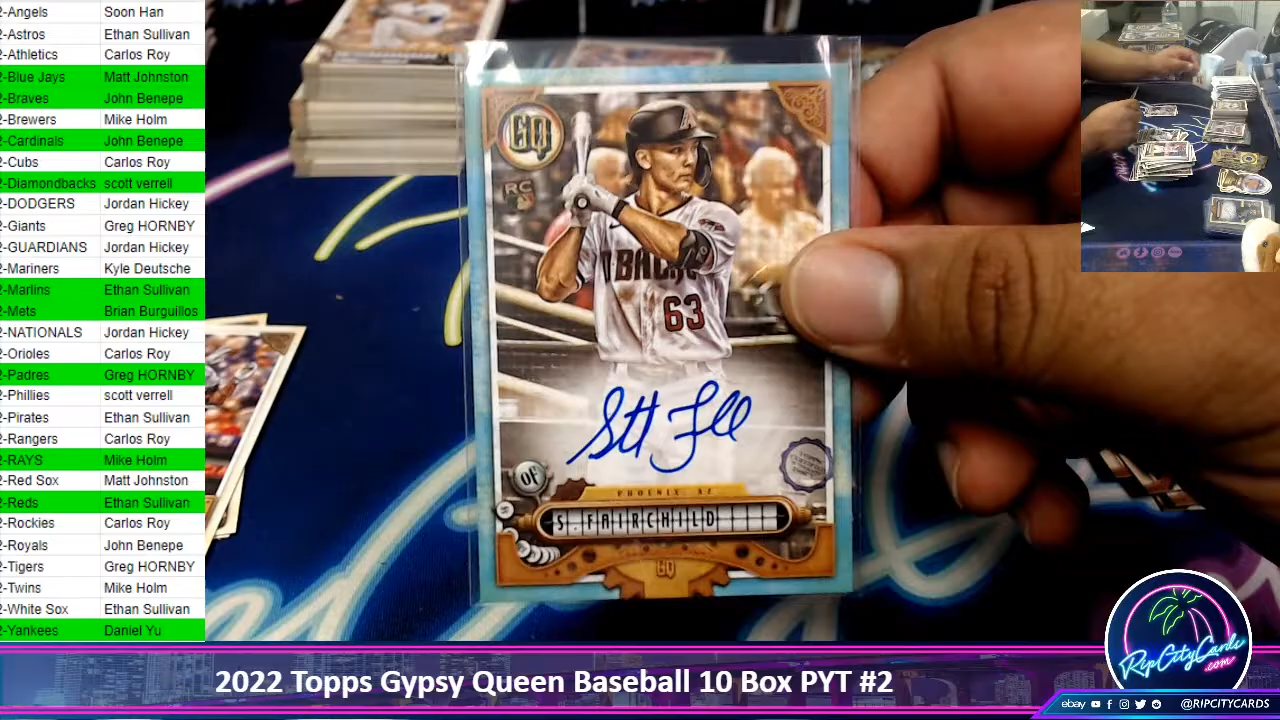 2-Angels Soon Han
2-Astros Ethan Sullivan
2-Athletics Carlos Roy
2-Blue Jays Matt Johnston
2-Braves John Benepe
2-Brewers Mike Holm
2-Cardinals John Benepe
2-Cubs Carlos Roy
2-Diamondbacks scott verrell
2-DODGERS Jordan Hickey
2-Giants Greg HORNBY
2-GUARDIANS Jordan Hickey
2-Mariners Kyle Deutsche
2-Marlins Ethan Sullivan
2-Mets Brian Burguillos
2-NATIONALS Jordan Hickey
2-Orioles Carlos Roy
2-Padres Greg HORNBY
2-Phillies scott verrell
2-Pirates Ethan Sullivan
2-Rangers Carlos Roy
2-RAYS Mike Holm
2-Red Sox Matt Johnston
2-Reds Ethan Sullivan
2-Rockies Carlos Roy
2-Royals John Benepe
2-Tigers Greg HORNBY
2-Twins Mike Holm
2-White Sox Ethan Sullivan
2-Yankees Daniel Yu
GQ
RC
63
OF
PHOENIX AZ
S. FAIRCHILD
GQ
2022 Topps Gypsy Queen Baseball 10 Box PYT #2
RipCityCards
.com
ebay @RIPCITYCARDS